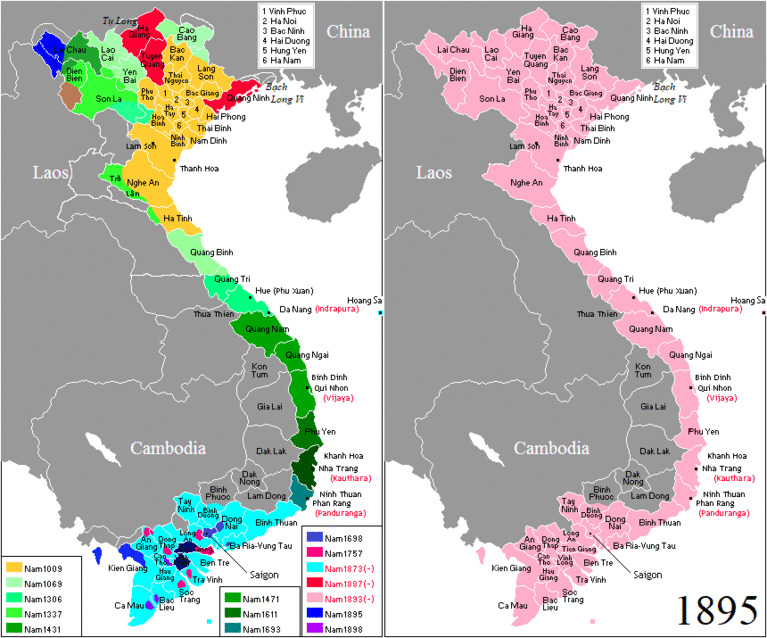 Tu Long
China
1 Vinh Phuc
2 Ha Noi
3 Bac Ninh
4 Hai Duong
5 Hung Yen
6 Ha Nam
Ha
Giang
Cao
Bang
Lai Chau
Lao
Cai
Bac
Kan
Tuyen
Quang
Lang
Son
Dien
Bien
Yen
Bai
Thai
Nguyen
Son La
Phu
Tho
1
2
3
4
5
6
Bac Giang
Quang Ninh
Bach
Long Vi
Ha
Tay
Hoa
Binh
Hai Phong
Thai Binh
Ninh
Binh
Nam Dinh
Lam Son
Laos
Thanh Hoa
Nghe An
Lân
Ha Tinh
Quang Binh
Quang Tri
Hue (Phu Xuan)
Hoang Sa
Da Nang (Indrapura)
Thua Thien
Quang Nam
Quang Ngai
Kon
Tum
Binh Dinh
Qui Nhon
(Vijaya)
Gia Lai
Phu Yen
Cambodia
Dak Lak
Khanh Hoa
Nha Trang
(Kauthara)
Dak
Nong
Ninh Thuan
Phan Rang
(Panduranga)
Binh
Phuoc
Lam Dong
Tay
Ninh
Binh
Duong
Dong
Nai
Binh Thuan
An
Giang
Dong
Thap
Long
An
Ba Ria-Vung Tau
Kien Giang
Can
Tho
Ben Tre
Saigon
Hau
Giang
Tra Vinh
Soc
Trang
Bac
Lieu
Ca Mau
Nam1009
Nam1069
Nam1306
Nam1337
Nam1431
Nam1471
Nam1611
Nam1693
Nam1698
Nam1757
Nam1873(-)
Nam1887(-)
Nam1893(-)
Nam1895
Nam1898
China
1 Vinh Phuc
2 Ha Noi
3 Bac Ninh
4 Hai Duong
5 Hung Yen
6 Ha Nam
Ha
Giang
Cao
Bang
Lai Chau
Lao
Cai
Bac
Kan
Tuyen
Quang
Lang
Son
Dien
Bien
Yen
Bai
Thai
Nguyen
Son La
Phu
Tho
1
2
3
4
5
6
Bac Giang
Quang Ninh
Bach
Long Vi
Ha
Tay
Hoa
Binh
Hai Phong
Thai Binh
Ninh
Binh
Nam Dinh
Lam Son
Laos
Thanh Hoa
Nghe An
Ha Tinh
Quang Binh
Quang Tri
Hue (Phu Xuan)
Hoang Sa
Da Nang (Indrapura)
Thua Thien
Quang Nam
Quang Ngai
Kon
Tum
Binh Dinh
Qui Nhon
(Vijaya)
Gia Lai
Phu Yen
Cambodia
Dak Lak
Khanh Hoa
Nha Trang
(Kauthara)
Dak
Nong
Ninh Thuan
Phan Rang
(Panduranga)
Binh
Phuoc
Lam Dong
Tay
Ninh
Binh
Duong
Dong
Nai
Binh Thuan
An
Giang
Dong
Thap
Long
An
Tien Giang
Ba Ria-Vung Tau
Kien Giang
Can
Tho
Vinh
Long
Ben Tre
Saigon
Hau
Giang
Tra Vinh
Soc
Trang
Bac
Lieu
Ca Mau
1895